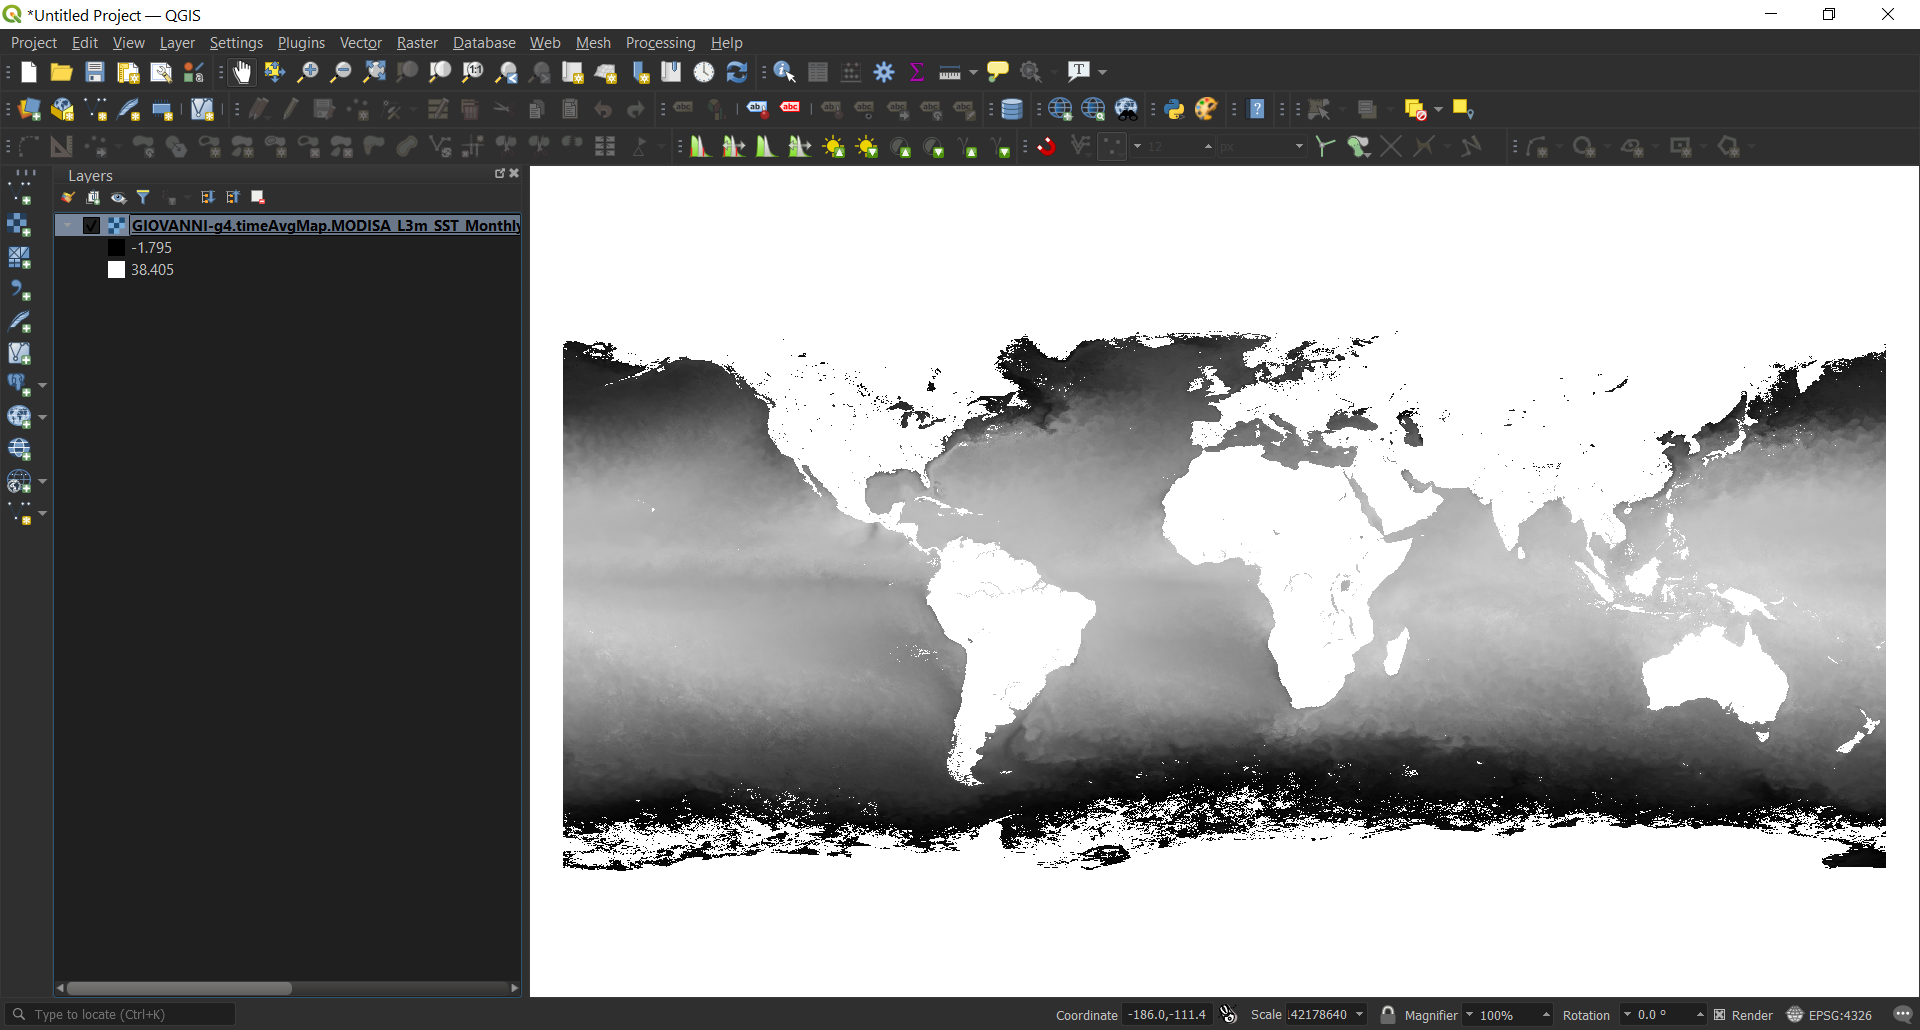 *Untitled Project — QGIS
Project Edit View Layer Settings Plugins Vector Raster Database Web Mesh Processing Help
Layers
GIOVANNI-g4.timeAvgMap.MODISA_L3m_SST_Monthly
-1.795
38.405
Type to locate (Ctrl+K)
Coordinate -186.0,-111.4 Scale 42178640 Magnifier 100% Rotation 0.0 ° Render EPSG:4326